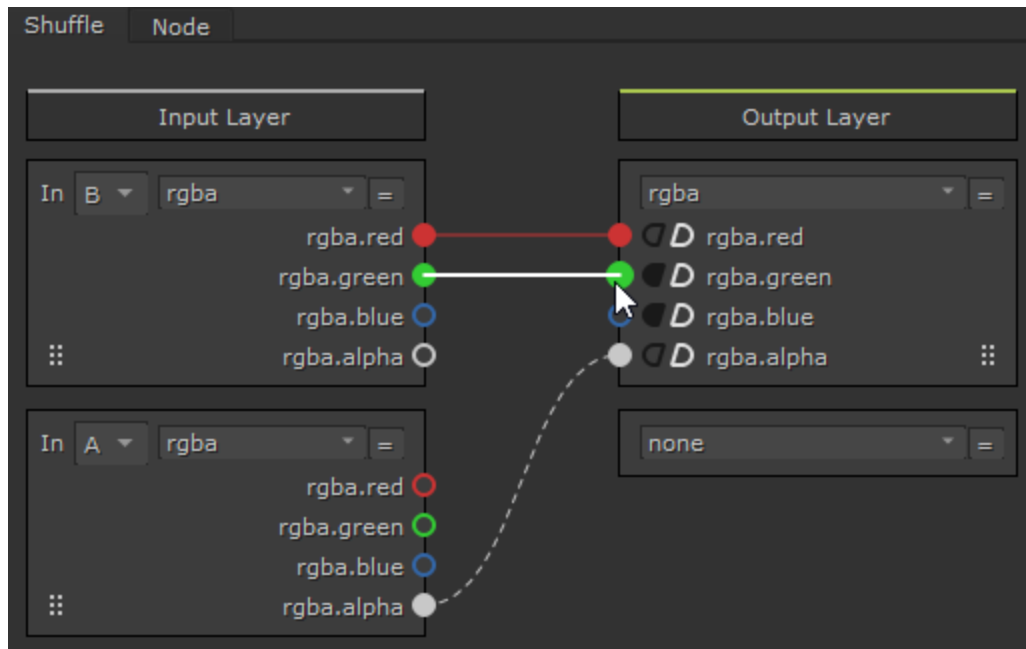 Shuffle Node
Input Layer Output Layer
In B rgba = rgba =
rgba.red rgba.red
rgba.green rgba.green
rgba.blue rgba.blue
rgba.alpha rgba.alpha
In A rgba = none =
rgba.red
rgba.green
rgba.blue
rgba.alpha